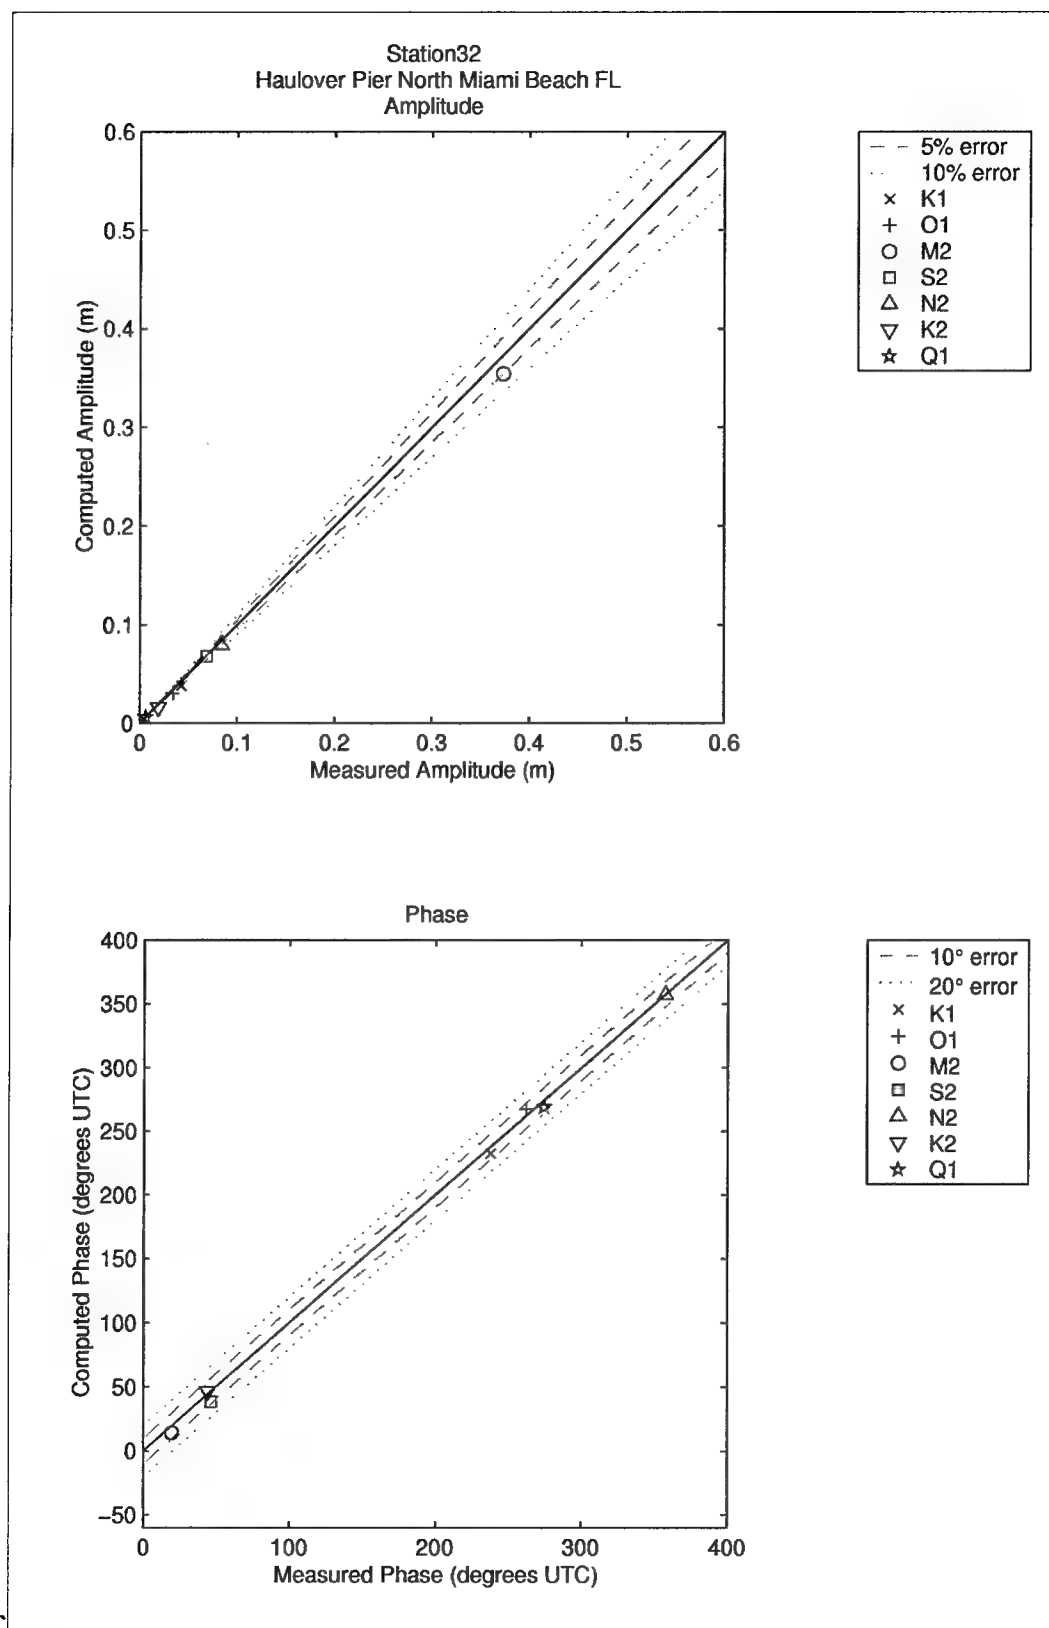 Station32
Haulover Pier North Miami Beach FL
Amplitude
0.6
0.5
0.4
0.3
0.2
0.1
0
Computed Amplitude (m)
0 0.1 0.2 0.3 0.4 0.5 0.6
Measured Amplitude (m)
5% error
10% error
K1
O1
M2
S2
N2
K2
Q1
Phase
400
350
300
250
200
150
100
50
0
−50
Computed Phase (degrees UTC)
0 100 200 300 400
Measured Phase (degrees UTC)
10° error
20° error
K1
O1
M2
S2
N2
K2
Q1